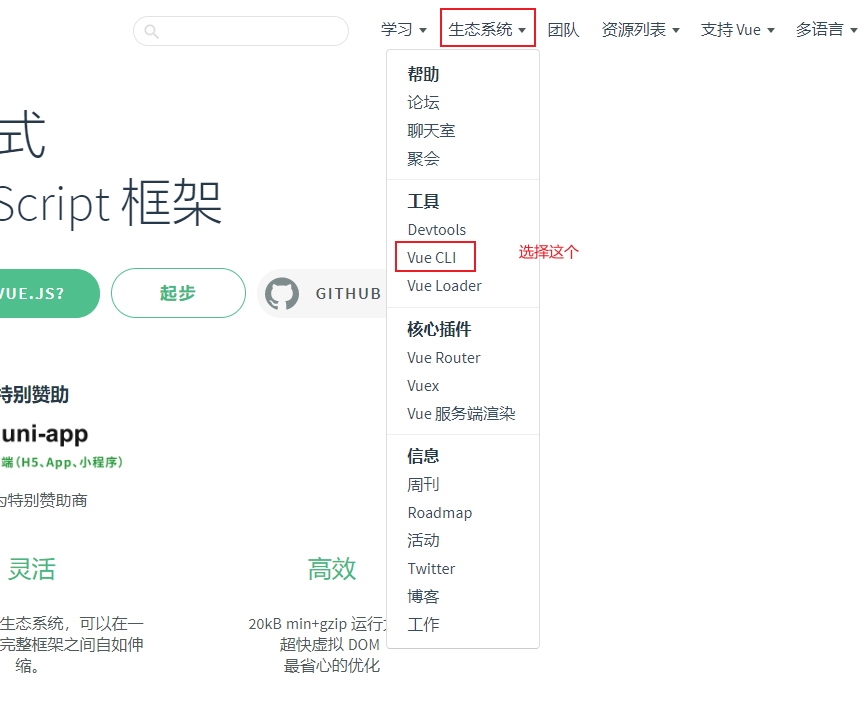 学习
生态系统
团队
资源列表
支持 Vue
多语言
帮助
论坛
聊天室
聚会
工具
Devtools
Vue CLI
选择这个
Vue Loader
核心插件
Vue Router
Vuex
Vue 服务端渲染
信息
周刊
Roadmap
活动
Twitter
博客
工作
式
Script 框架
VUE.JS?
起步
GITHUB
特别赞助
uni-app
端(H5、App、小程序)
为特别赞助商
灵活
生态系统，可以在一
完整框架之间自如伸
缩。
高效
20kB min+gzip 运行
超快虚拟 DOM
最省心的优化